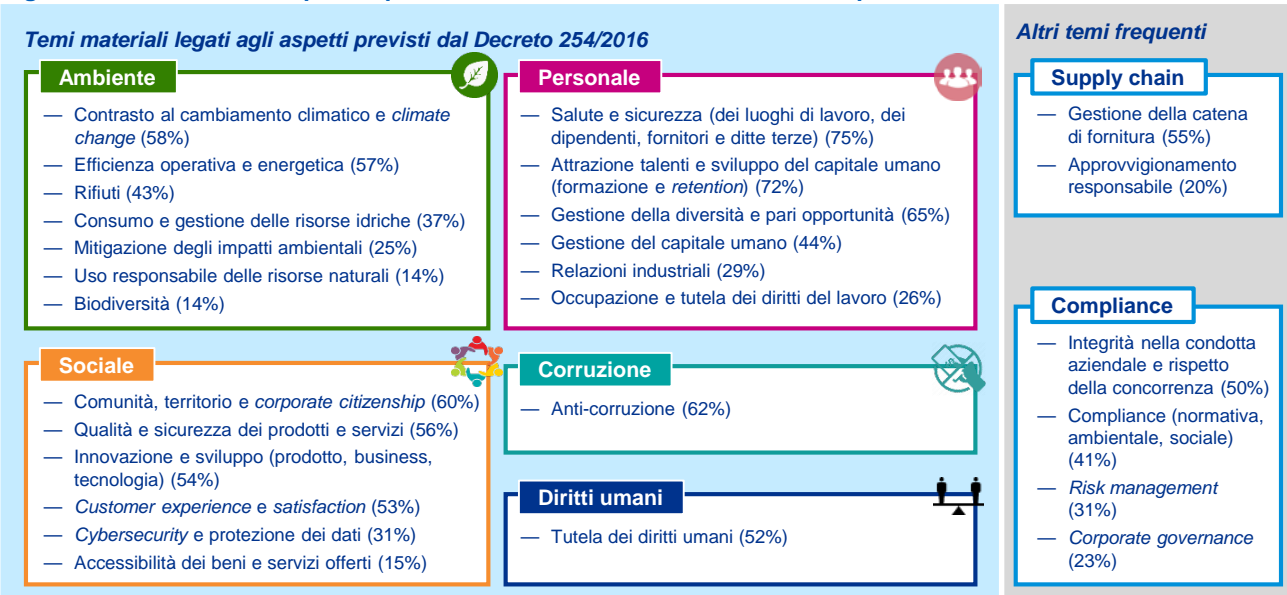 Temi materiali legati agli aspetti previsti dal Decreto 254/2016
Ambiente
— Contrasto al cambiamento climatico e climate
change (58%)
— Efficienza operativa e energetica (57%)
— Rifiuti (43%)
— Consumo e gestione delle risorse idriche (37%)
— Mitigazione degli impatti ambientali (25%)
— Uso responsabile delle risorse naturali (14%)
— Biodiversità (14%)
Personale
— Salute e sicurezza (dei luoghi di lavoro, dei
dipendenti, fornitori e ditte terze) (75%)
— Attrazione talenti e sviluppo del capitale umano
(formazione e retention) (72%)
— Gestione della diversità e pari opportunità (65%)
— Gestione del capitale umano (44%)
— Relazioni industriali (29%)
— Occupazione e tutela dei diritti del lavoro (26%)
Sociale
— Comunità, territorio e corporate citizenship (60%)
— Qualità e sicurezza dei prodotti e servizi (56%)
— Innovazione e sviluppo (prodotto, business,
tecnologia) (54%)
— Customer experience e satisfaction (53%)
— Cybersecurity e protezione dei dati (31%)
— Accessibilità dei beni e servizi offerti (15%)
Corruzione
— Anti-corruzione (62%)
Diritti umani
— Tutela dei diritti umani (52%)
Altri temi frequenti
Supply chain
— Gestione della catena
di fornitura (55%)
— Approvvigionamento
responsabile (20%)
Compliance
— Integrità nella condotta
aziendale e rispetto
della concorrenza (50%)
— Compliance (normativa,
ambientale, sociale)
(41%)
— Risk management
(31%)
— Corporate governance
(23%)